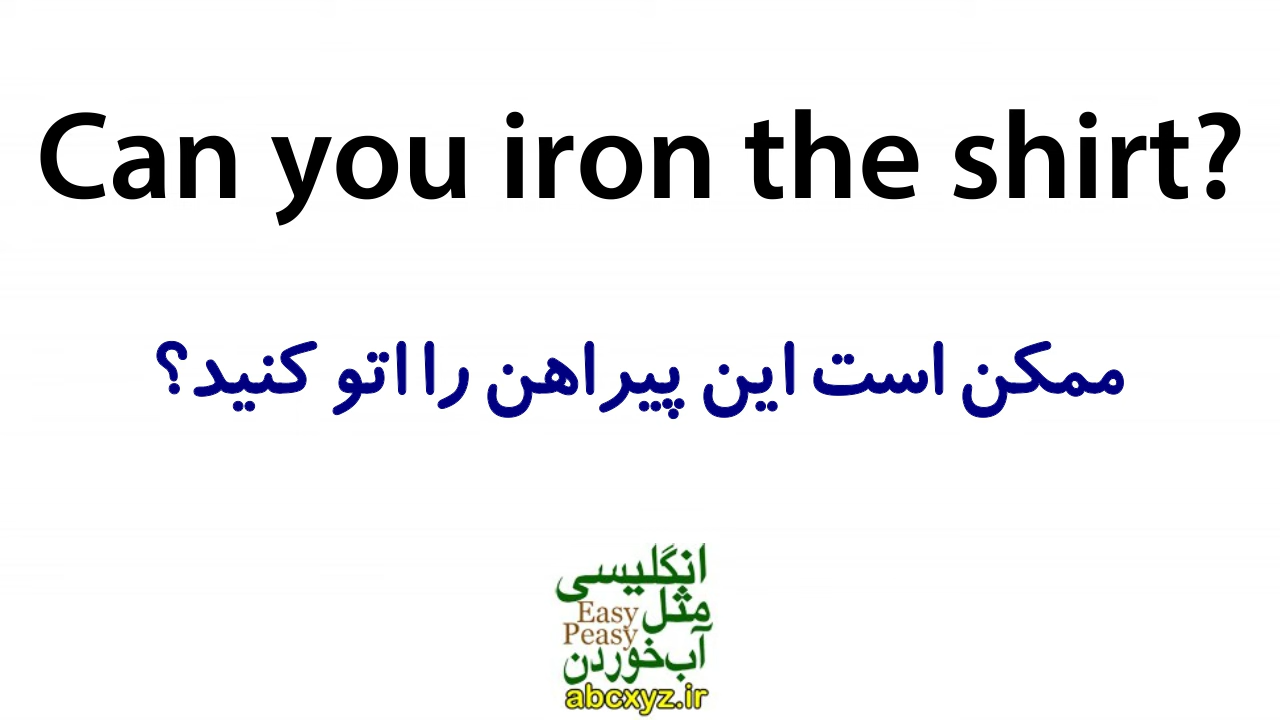 Can you iron the shirt?
ممکن است این پیراهن را اتو کنید؟
انگلیسی
مثل
Easy
Peasy
آب‌خوردن
abcxyz.ir